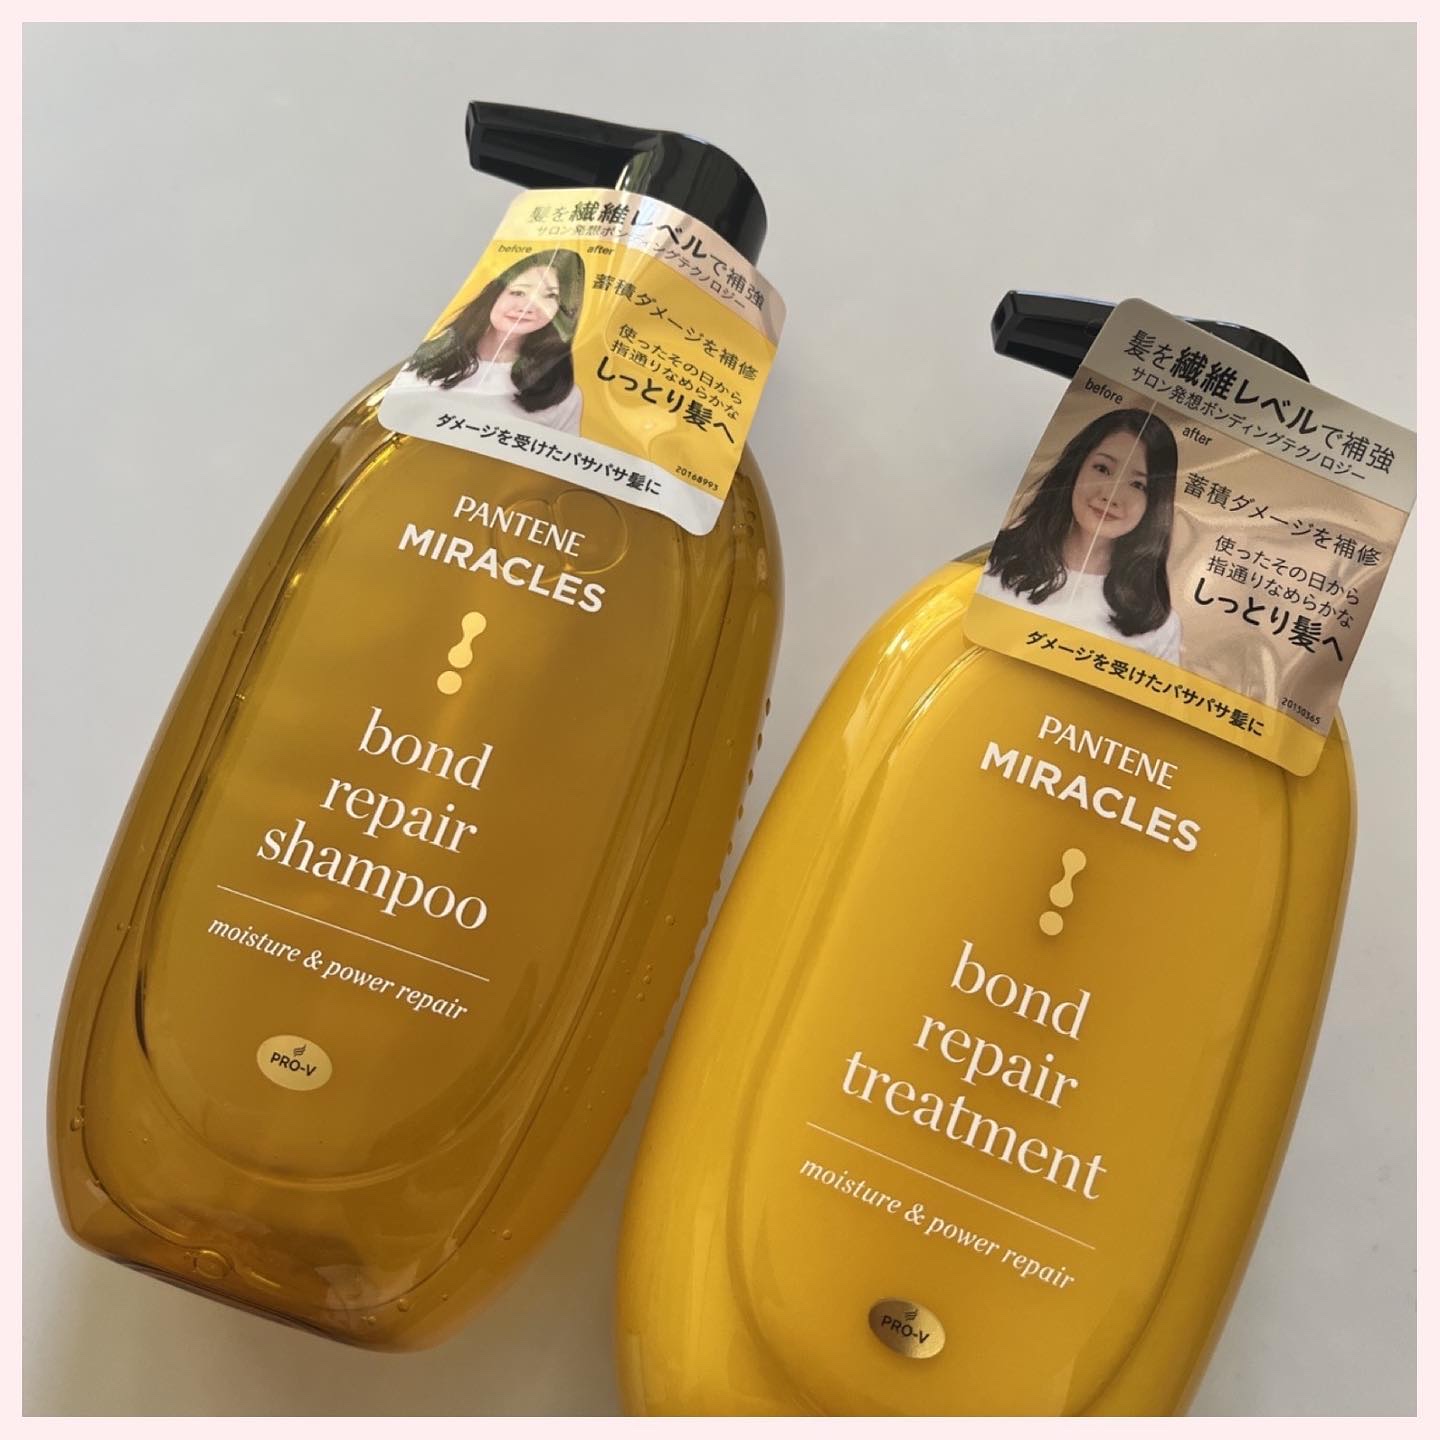 髪を繊維レベルで補強
サロン発想ボンディングテクノロジー
before
after
蓄積ダメージを補修
使ったその日から
指通りなめらかな
しっとり髪へ
ダメージを受けたパサパサ髪に
20168993
PANTENE
MIRACLES
bond
repair
shampoo
moisture & power repair
PRO-V
髪を繊維レベルで補強
サロン発想ボンディングテクノロジー
before
after
蓄積ダメージを補修
使ったその日から
指通りなめらかな
しっとり髪へ
ダメージを受けたパサパサ髪に
20130365
PANTENE
MIRACLES
bond
repair
treatment
moisture & power repair
PRO-V